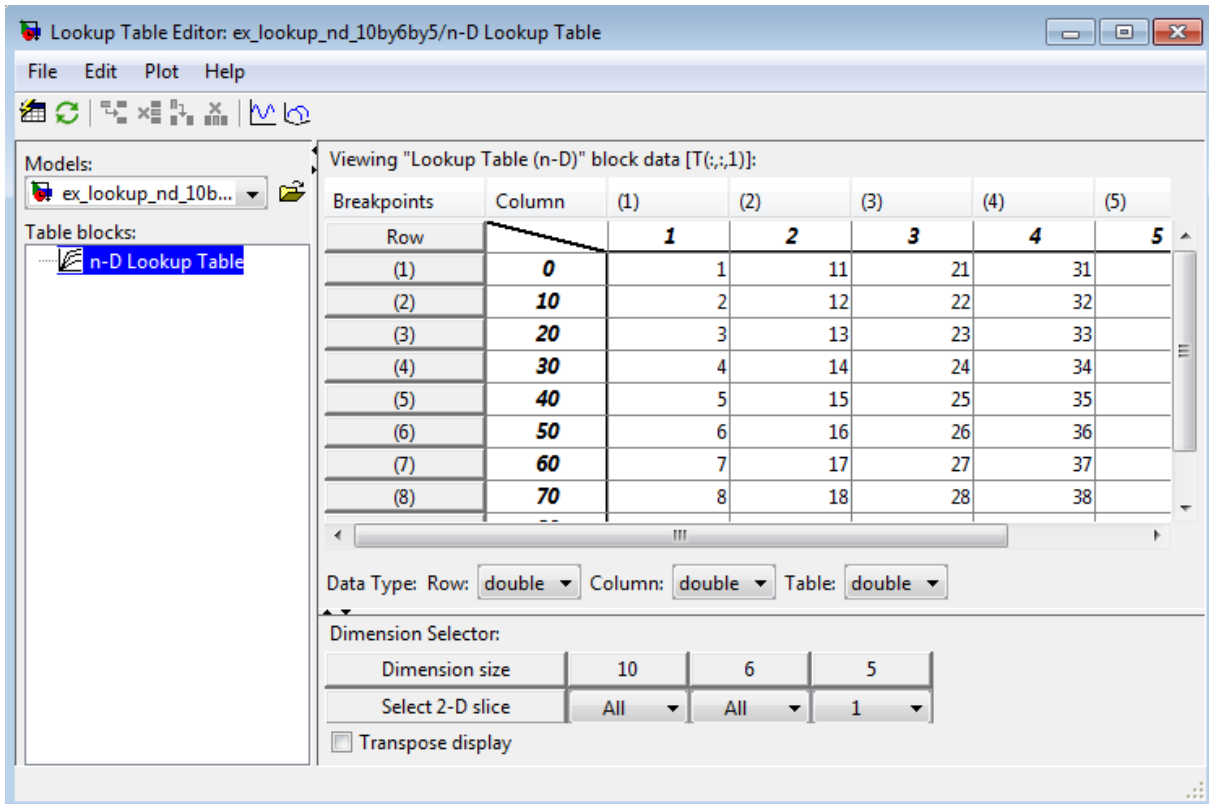 Lookup Table Editor: ex_lookup_nd_10by6by5/n-D Lookup Table
File Edit Plot Help
Models:
ex_lookup_nd_10b...
Table blocks:
n-D Lookup Table
Viewing "Lookup Table (n-D)" block data [T(:,:,1)]:
Breakpoints Column (1) (2) (3) (4) (5)
Row 1 2 3 4 5
(1) 0 1 11 21 31
(2) 10 2 12 22 32
(3) 20 3 13 23 33
(4) 30 4 14 24 34
(5) 40 5 15 25 35
(6) 50 6 16 26 36
(7) 60 7 17 27 37
(8) 70 8 18 28 38
Data Type: Row: double Column: double Table: double
Dimension Selector:
Dimension size 10 6 5
Select 2-D slice All All 1
Transpose display